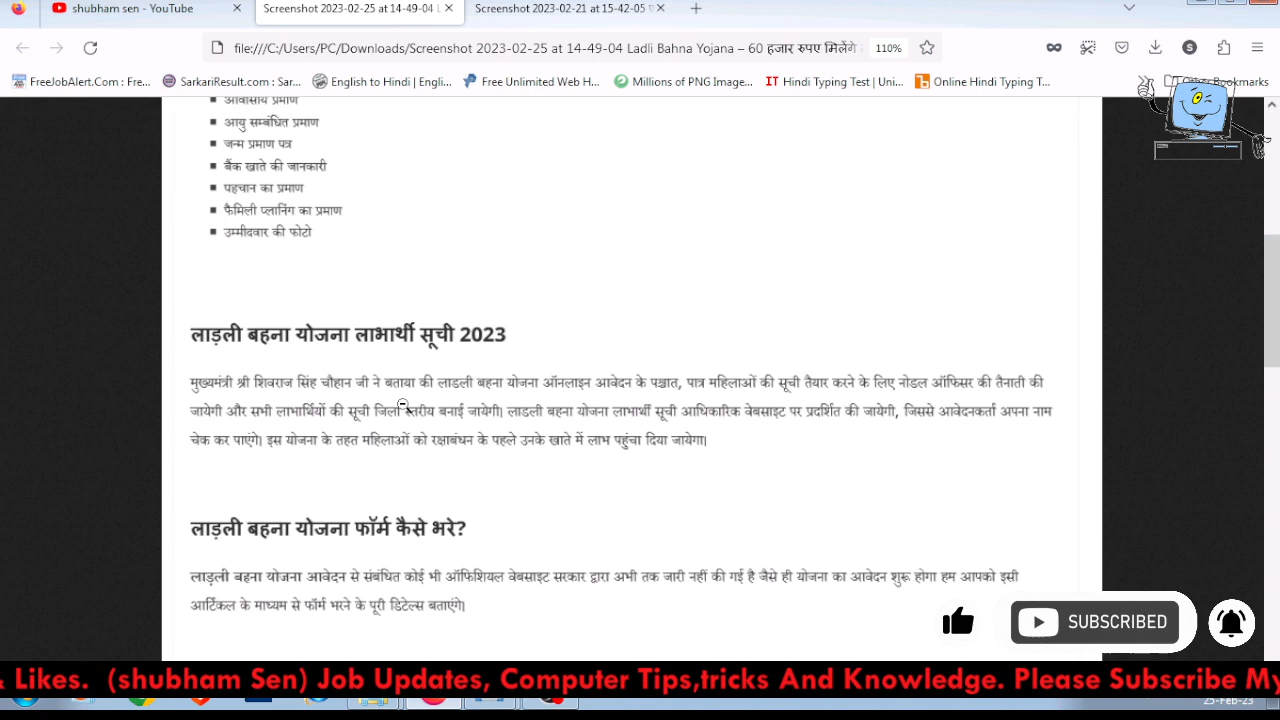 shubham sen - YouTube
Screenshot 2023-02-25 at 14-49-04 L
Screenshot 2023-02-21 at 15-42-05
file:///C:/Users/PC/Downloads/Screenshot 2023-02-25 at 14-49-04 Ladli Bahna Yojana – 60 हजार रुपए मिलेंगे
110%
S
FreeJobAlert.Com : Fre...
SarkariResult.com : Sar...
English to Hindi | Engli...
Free Unlimited Web H...
Millions of PNG Image...
IT Hindi Typing Test | Uni...
Online Hindi Typing T...
Other Bookmarks
आवासीय प्रमाण
आयु सम्बंधित प्रमाण
जन्म प्रमाण पत्र
बैंक खाते की जानकारी
पहचान का प्रमाण
फैमिली प्लानिंग का प्रमाण
उम्मीदवार की फोटो
लाड़ली बहना योजना लाभार्थी सूची 2023
मुख्यमंत्री श्री शिवराज सिंह चौहान जी ने बताया की लाडली बहना योजना ऑनलाइन आवेदन के पश्चात, पात्र महिलाओं की सूची तैयार करने के लिए नोडल ऑफिसर की तैनाती की
जायेगी और सभी लाभार्थियों की सूची जिला स्तरीय बनाई जायेगी। लाडली बहना योजना लाभार्थी सूची आधिकारिक वेबसाइट पर प्रदर्शित की जायेगी, जिससे आवेदनकर्ता अपना नाम
चेक कर पाएंगे। इस योजना के तहत महिलाओं को रक्षाबंधन के पहले उनके खाते में लाभ पहुंचा दिया जायेगा।
लाड़ली बहना योजना फॉर्म कैसे भरे?
लाड़ली बहना योजना आवेदन से संबंधित कोई भी ऑफिशियल वेबसाइट सरकार द्वारा अभी तक जारी नहीं की गई है जैसे ही योजना का आवेदन शुरू होगा हम आपको इसी
आर्टिकल के माध्यम से फॉर्म भरने के पूरी डिटेल्स बताएंगे।
SUBSCRIBED
& Likes. (shubham Sen) Job Updates, Computer Tips,tricks And Knowledge. Please Subscribe My
25-Feb-23